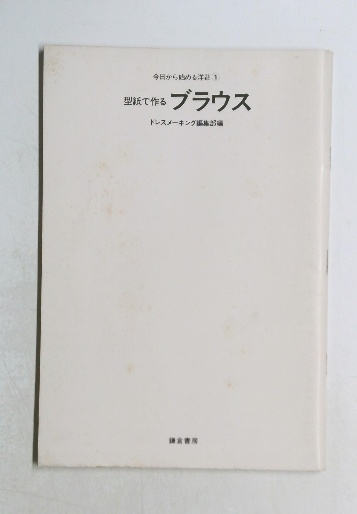 今日から始める洋裁①
型紙で作る ブラウス
ドレスメーキング編集部編
鎌倉書房